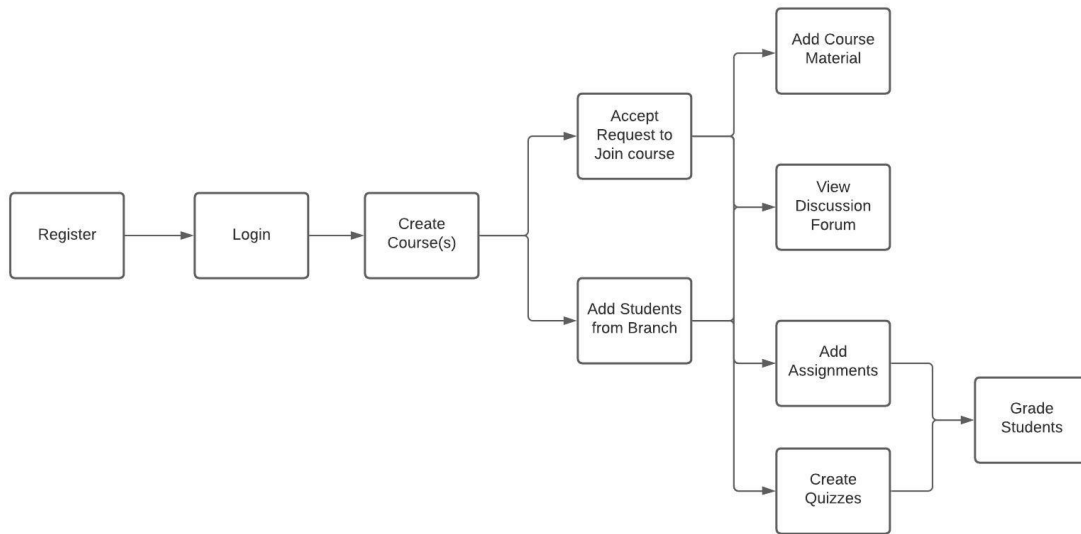 Register
Login
Create
Course(s)
Accept
Request to
Join course
Add Students
from Branch
Add Course
Material
View
Discussion
Forum
Add
Assignments
Create
Quizzes
Grade
Students